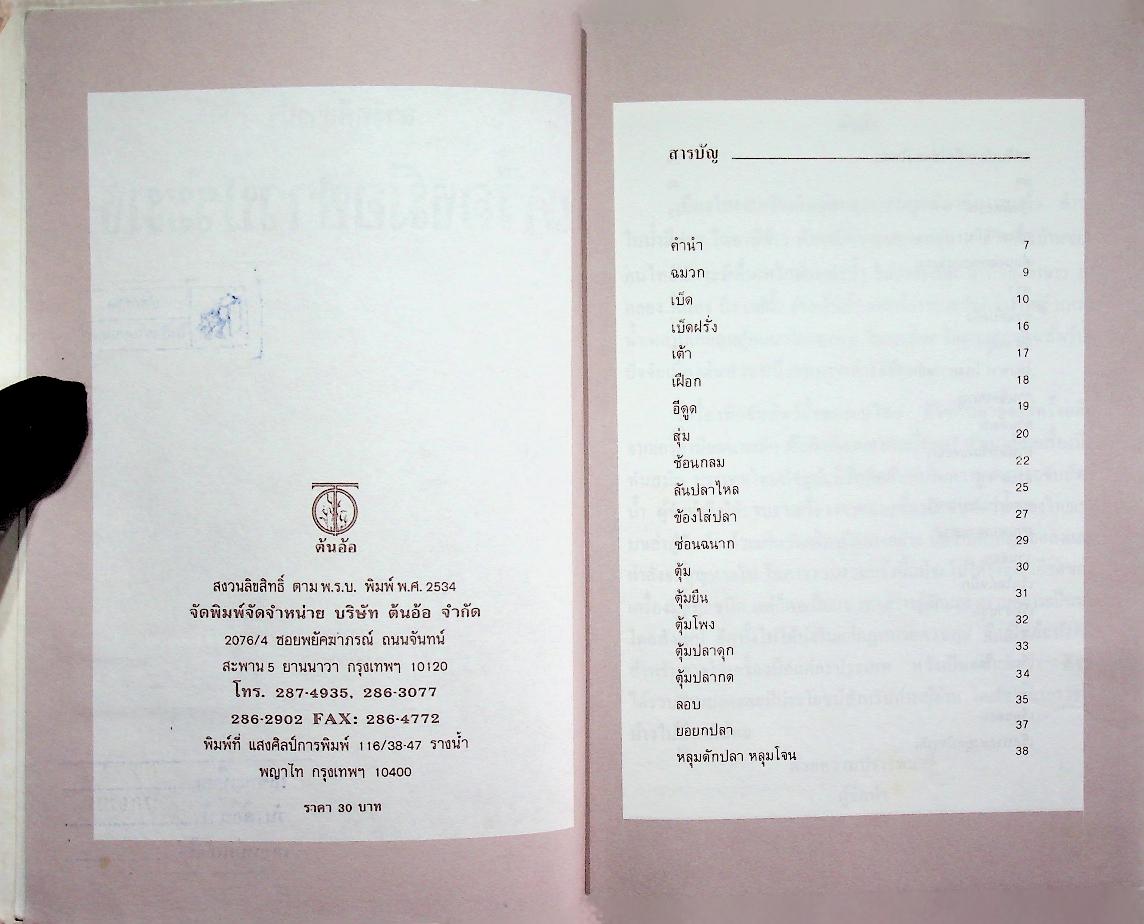 ต้นอ้อ
สงวนลิขสิทธิ์ ตาม พ.ร.บ. พิมพ์ พ.ศ. 2534
จัดพิมพ์จัดจำหน่าย บริษัท ต้นอ้อ จำกัด
2076/4 ซอยพยัคฆาภรณ์ ถนนจันทน์
สะพาน 5 ยานนาวา กรุงเทพฯ 10120
โทร. 287-4935, 286-3077
286-2902 FAX: 286-4772
พิมพ์ที่ แสงศิลป์การพิมพ์ 116/38-47 รางน้ำ
พญาไท กรุงเทพฯ 10400
ราคา 30 บาท
สารบัญ
คำนำ 7
ฉมวก 9
เบ็ด 10
เบ็ดฝรั่ง 16
เต้า 17
เฝือก 18
อีดูด 19
สุ่ม 20
ช้อนกลม 22
ลันปลาไหล 25
ข้องใส่ปลา 27
ซ่อนฉนาก 29
ตุ้ม 30
ตุ้มยืน 31
ตุ้มโพง 32
ตุ้มปลาดุก 33
ตุ้มปลากด 34
ลอบ 35
ยอยกปลา 37
หลุมดักปลา หลุมโจน 38